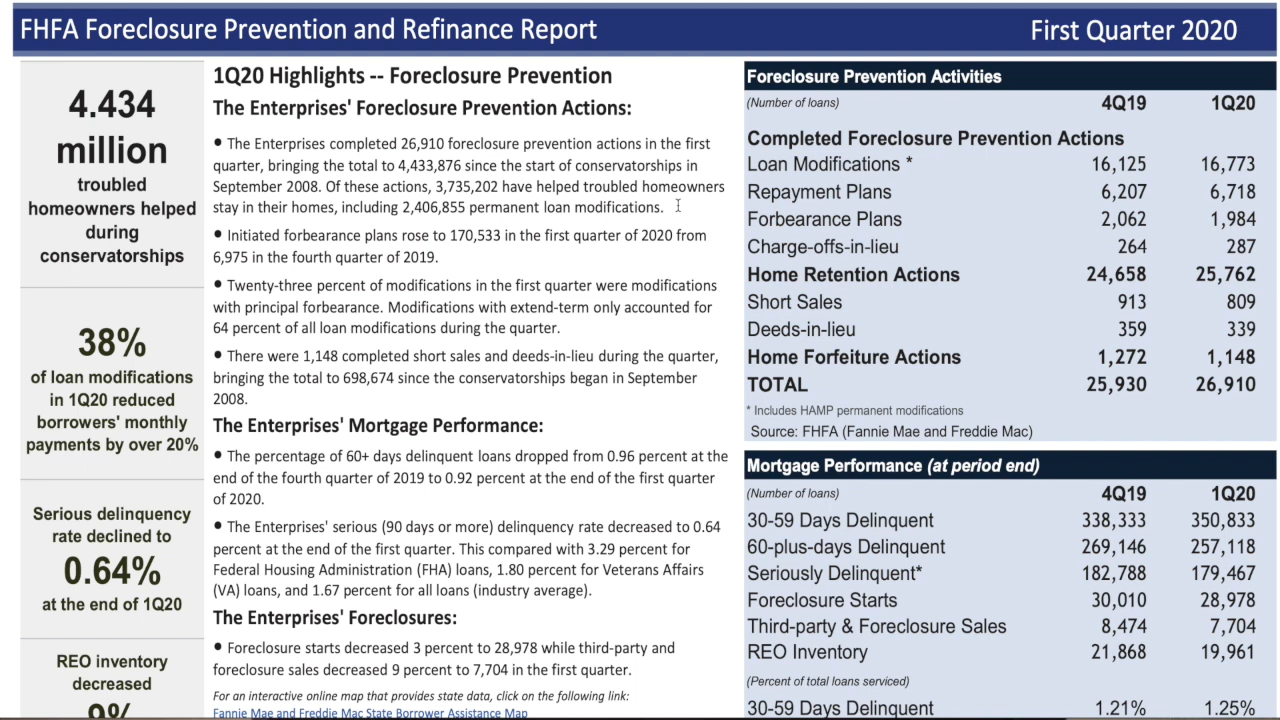 FHFA Foreclosure Prevention and Refinance Report
First Quarter 2020
4.434
million
troubled
homeowners helped
during
conservatorships
38%
of loan modifications
in 1Q20 reduced
borrowers' monthly
payments by over 20%
Serious delinquency
rate declined to
0.64%
at the end of 1Q20
REO inventory
decreased
9%
1Q20 Highlights -- Foreclosure Prevention
The Enterprises' Foreclosure Prevention Actions:
• The Enterprises completed 26,910 foreclosure prevention actions in the first
quarter, bringing the total to 4,433,876 since the start of conservatorships in
September 2008. Of these actions, 3,735,202 have helped troubled homeowners
stay in their homes, including 2,406,855 permanent loan modifications.
• Initiated forbearance plans rose to 170,533 in the first quarter of 2020 from
6,975 in the fourth quarter of 2019.
• Twenty-three percent of modifications in the first quarter were modifications
with principal forbearance. Modifications with extend-term only accounted for
64 percent of all loan modifications during the quarter.
• There were 1,148 completed short sales and deeds-in-lieu during the quarter,
bringing the total to 698,674 since the conservatorships began in September
2008.
The Enterprises' Mortgage Performance:
• The percentage of 60+ days delinquent loans dropped from 0.96 percent at the
end of the fourth quarter of 2019 to 0.92 percent at the end of the first quarter
of 2020.
• The Enterprises' serious (90 days or more) delinquency rate decreased to 0.64
percent at the end of the first quarter. This compared with 3.29 percent for
Federal Housing Administration (FHA) loans, 1.80 percent for Veterans Affairs
(VA) loans, and 1.67 percent for all loans (industry average).
The Enterprises' Foreclosures:
• Foreclosure starts decreased 3 percent to 28,978 while third-party and
foreclosure sales decreased 9 percent to 7,704 in the first quarter.
For an interactive online map that provides state data, click on the following link:
Fannie Mae and Freddie Mac State Borrower Assistance Map
Foreclosure Prevention Activities
(Number of loans) 4Q19 1Q20
Completed Foreclosure Prevention Actions
Loan Modifications * 16,125 16,773
Repayment Plans 6,207 6,718
Forbearance Plans 2,062 1,984
Charge-offs-in-lieu 264 287
Home Retention Actions 24,658 25,762
Short Sales 913 809
Deeds-in-lieu 359 339
Home Forfeiture Actions 1,272 1,148
TOTAL 25,930 26,910
* Includes HAMP permanent modifications
Source: FHFA (Fannie Mae and Freddie Mac)
Mortgage Performance (at period end)
(Number of loans) 4Q19 1Q20
30-59 Days Delinquent 338,333 350,833
60-plus-days Delinquent 269,146 257,118
Seriously Delinquent* 182,788 179,467
Foreclosure Starts 30,010 28,978
Third-party & Foreclosure Sales 8,474 7,704
REO Inventory 21,868 19,961
(Percent of total loans serviced)
30-59 Days Delinquent 1.21% 1.25%